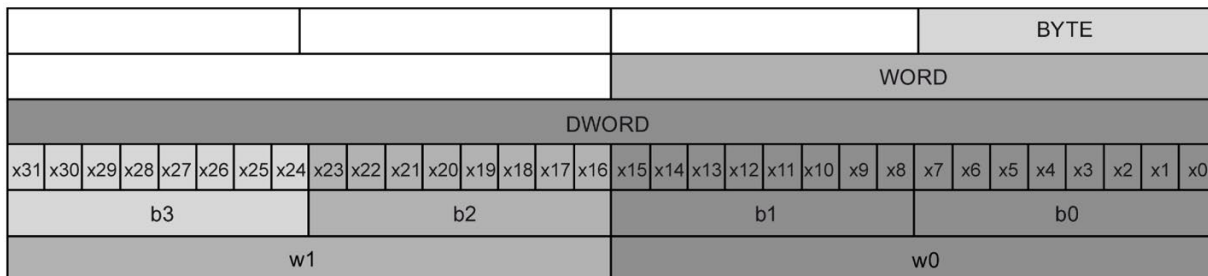 BYTE
WORD
DWORD
x31 x30 x29 x28 x27 x26 x25 x24 x23 x22 x21 x20 x19 x18 x17 x16 x15 x14 x13 x12 x11 x10 x9 x8 x7 x6 x5 x4 x3 x2 x1 x0
b3 b2 b1 b0
w1 w0